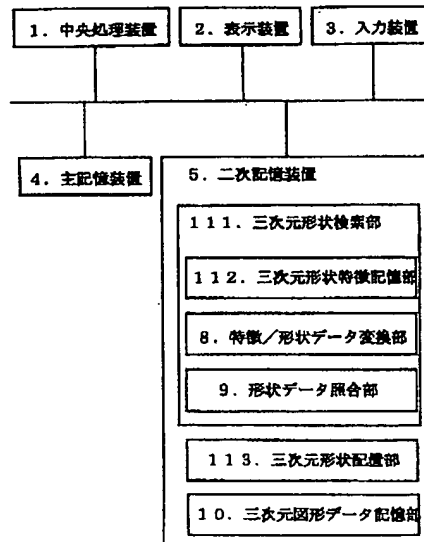 1. 中央処理装置
2. 表示装置
3. 入力装置
4. 主記憶装置
5. 二次記憶装置
111. 三次元形状検索部
112. 三次元形状特徴記憶部
8. 特徴／形状データ変換部
9. 形状データ照合部
113. 三次元形状配置部
10. 三次元図形データ記憶部